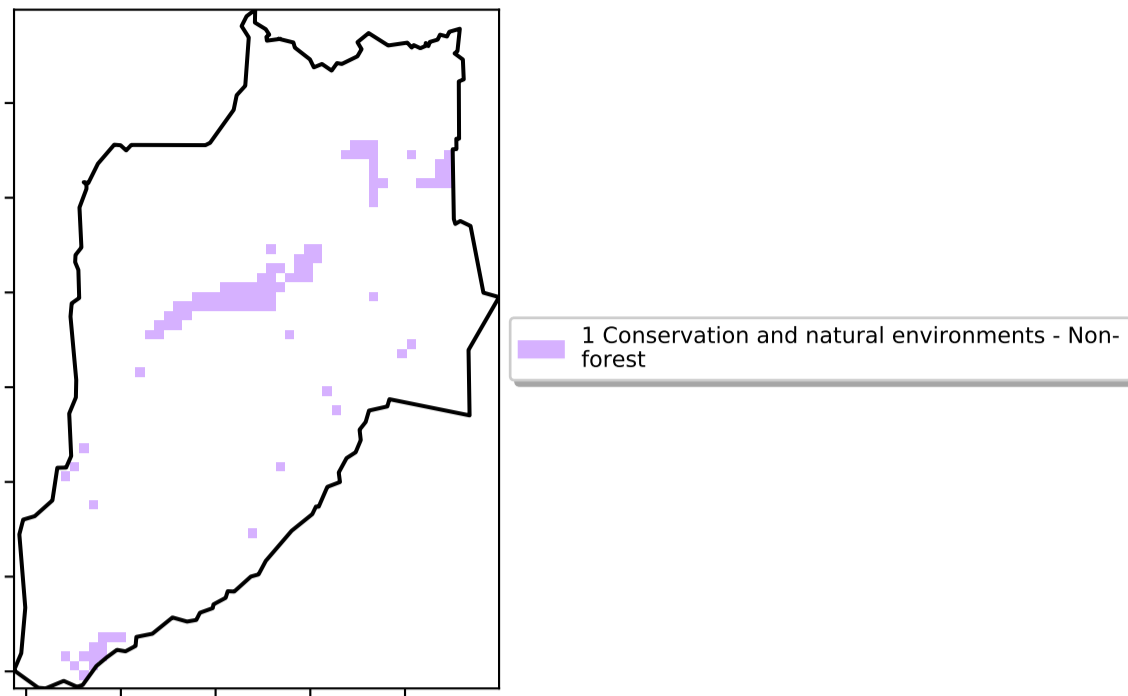 1 Conservation and natural environments - Non-
forest